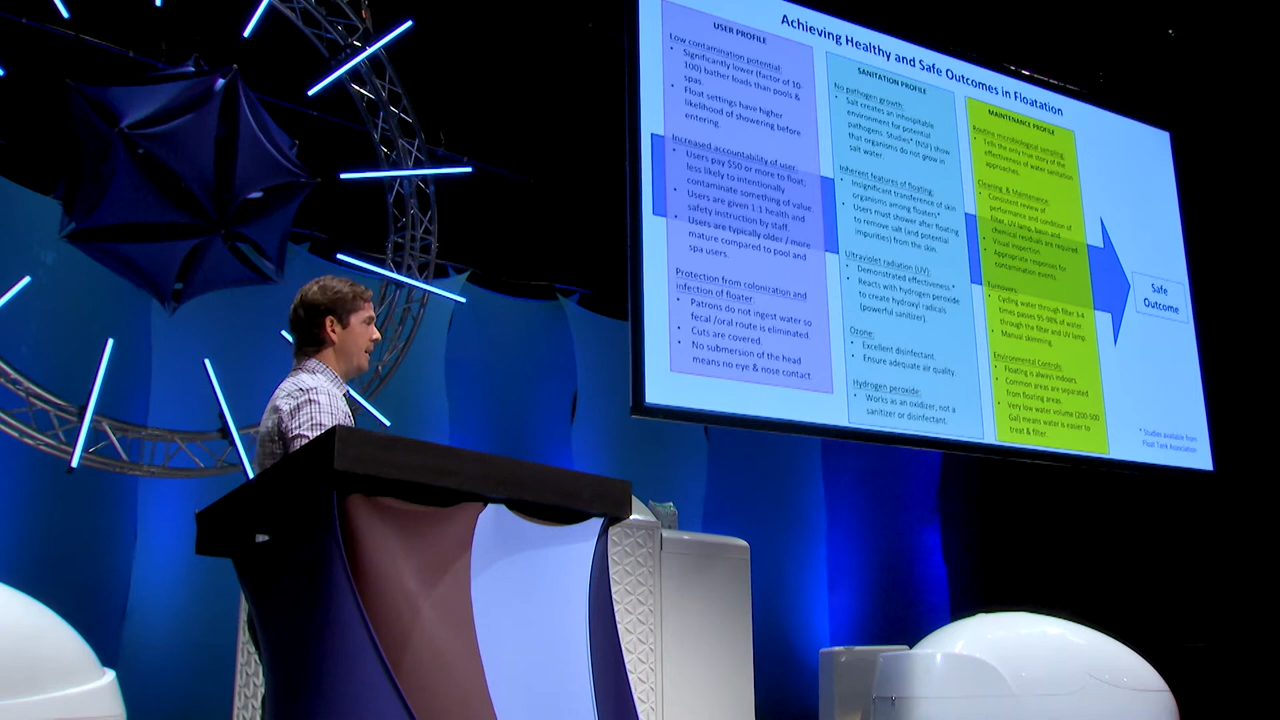 Achieving Healthy and Safe Outcomes in Floatation
USER PROFILE
Low contamination potential:
• Significantly lower (factor of 10-
100) bather loads than pools &
spas.
• Float settings have higher
likelihood of showering before
entering.
Increased accountability of user.
• Users pay $50 or more to float;
less likely to intentionally
contaminate something of value.
• Users are given 1:1 health and
safety instruction by staff.
• Users are typically older / more
mature compared to pool and
spa users.
Protection from colonization and
infection of floater:
• Patrons do not ingest water so
fecal /oral route is eliminated.
• Cuts are covered.
• No submersion of the head
means no eye & nose contact.
SANITATION PROFILE
No pathogen growth:
• Salt creates an inhospitable
environment for potential
pathogens. Studies* (NSF) show
that organisms do not grow in
salt water.
Inherent features of floating:
• Insignificant transference of skin
organisms among floaters*
• Users must shower after floating
to remove salt (and potential
impurities) from the skin.
Ultraviolet radiation (UV):
• Demonstrated effectiveness.*
• Reacts with hydrogen peroxide
to create hydroxyl radicals
(powerful sanitizer).
Ozone:
• Excellent disinfectant.
• Ensure adequate air quality.
Hydrogen peroxide:
• Works as an oxidizer, not a
sanitizer or disinfectant.
MAINTENANCE PROFILE
Routine microbiological sampling:
• Tells the only true story of the
effectiveness of water sanitation
approaches.
Cleaning & Maintenance:
• Consistent review of
performance and condition of
filter, UV lamp, basin and
chemical residuals are required.
• Visual inspection.
• Appropriate responses for
contamination events.
Turnovers:
• Cycling water through filter 3-4
times passes 95-98% of water
through the filter and UV lamp.
• Manual skimming.
Environmental Controls:
• Floating is always indoors.
• Common areas are separated
from floating areas.
• Very low water volume (200-500
Gal) means water is easier to
treat & filter.
Safe
Outcome
* Studies available from
Float Tank Association